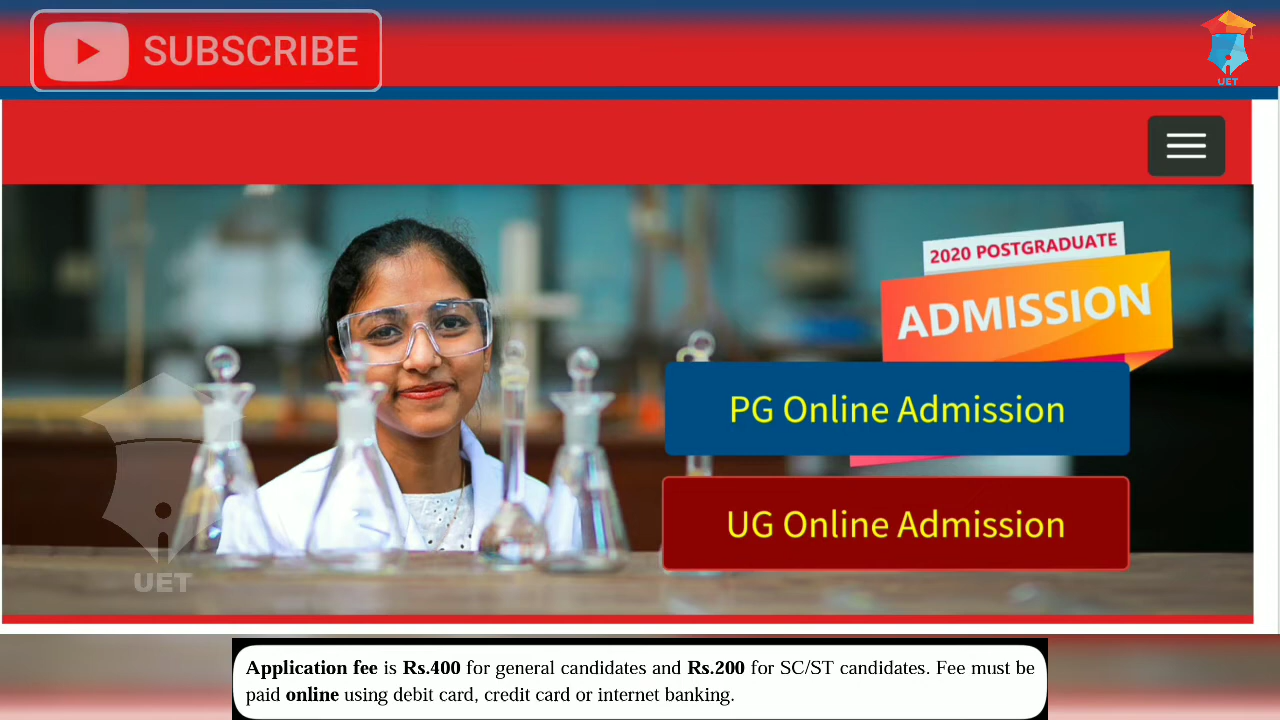 SUBSCRIBE
UET
2020 POSTGRADUATE
ADMISSION
PG Online Admission
UG Online Admission
UET
Application fee is Rs.400 for general candidates and Rs.200 for SC/ST candidates. Fee must be
paid online using debit card, credit card or internet banking.